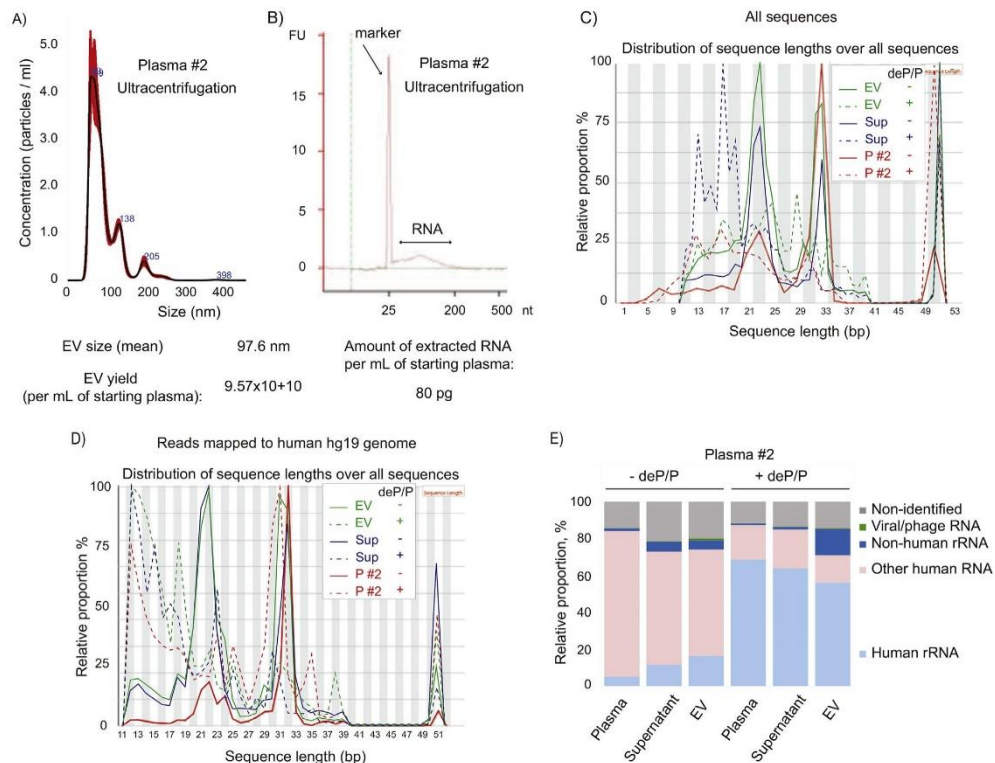 A)
5.0
4.0
3.0
2.0
1.0
0
Concentration (particles / ml)
Plasma #2
Ultracentrifugation
138
205
398
0
100
200
300
400
Size (nm)
EV size (mean)
97.6 nm
EV yield
(per mL of starting plasma):
9.57x10+10
B)
FU
15
10
5
0
marker
Plasma #2
Ultracentrifugation
RNA
25
200
500
nt
Amount of extracted RNA
per mL of starting plasma:
80 pg
C)
All sequences
Distribution of sequence lengths over all sequences
100
75
50
25
0
Relative proportion %
deP/P
EV -
EV +
Sup -
Sup +
P #2 -
P #2 +
Sequence Length
1 3 5 9 13 17 21 25 29 33 37 41 45 49 53
Sequence length (bp)
D)
Reads mapped to human hg19 genome
Distribution of sequence lengths over all sequences
100
75
50
25
0
Relative proportion %
deP/P
EV -
EV +
Sup -
Sup +
P #2 -
P #2 +
Sequence Length
11 13 15 17 19 21 23 25 27 29 31 32 33 35 37 39 41 43 45 47 49 51
Sequence length (bp)
E)
Plasma #2
- deP/P
+ deP/P
100
80
60
40
20
0
Relative proportion, %
Plasma
Supernatant
EV
Plasma
Supernatant
EV
Non-identified
Viral/phage RNA
Non-human rRNA
Other human RNA
Human rRNA